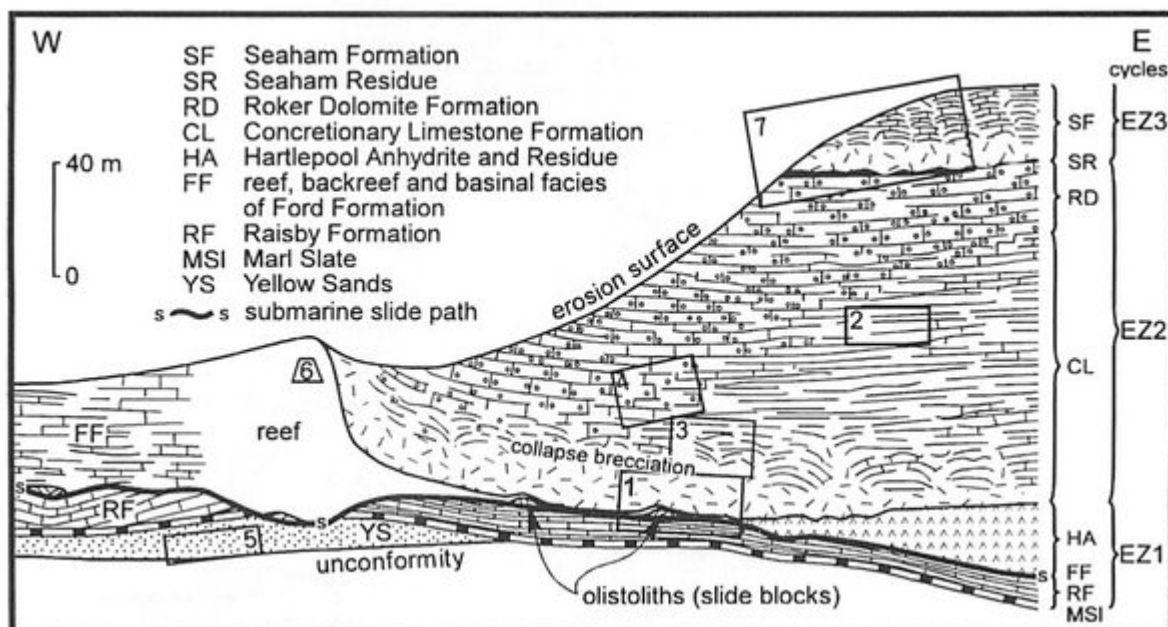 W
E
cycles
SF Seaham Formation
SR Seaham Residue
RD Roker Dolomite Formation
CL Concretionary Limestone Formation
HA Hartlepool Anhydrite and Residue
FF reef, backreef and basinal facies
of Ford Formation
RF Raisby Formation
MSI Marl Slate
YS Yellow Sands
s s submarine slide path
40 m
0
7
SF
EZ3
SR
RD
erosion surface
2
EZ2
CL
6
FF
reef
3
collapse brecciation
1
s
RF
s
5
YS
unconformity
HA
EZ1
s
FF
RF
MSI
olistoliths (slide blocks)